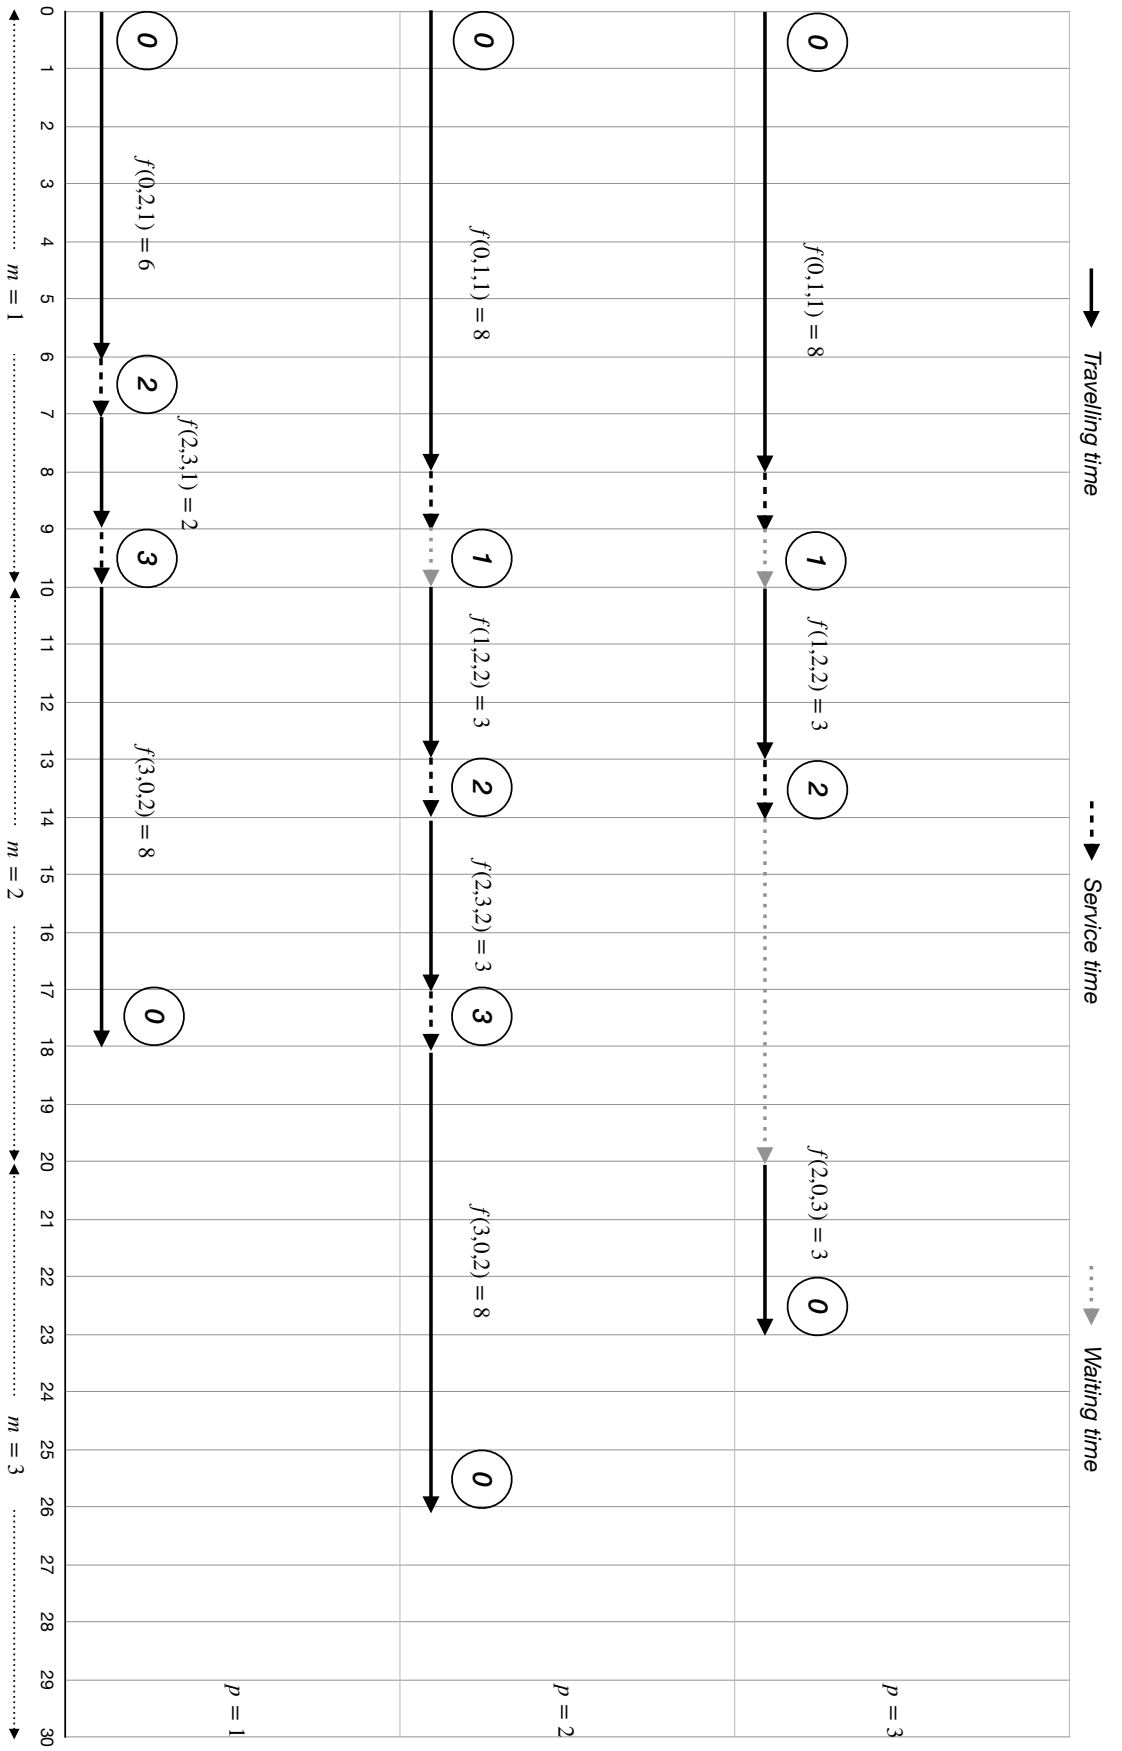 Travelling time
Service time
Waiting time
p = 3
0
f(0,1,1) = 8
1
f(1,2,2) = 3
2
f(2,0,3) = 3
0
p = 2
0
f(0,1,1) = 8
1
f(1,2,2) = 3
2
f(2,3,2) = 3
3
f(3,0,2) = 8
0
p = 1
0
f(0,2,1) = 6
2
f(2,3,1) = 2
3
f(3,0,2) = 8
0
0 1 2 3 4 5 6 7 8 9 10 11 12 13 14 15 16 17 18 19 20 21 22 23 24 25 26 27 28 29 30
m = 1 m = 2 m = 3